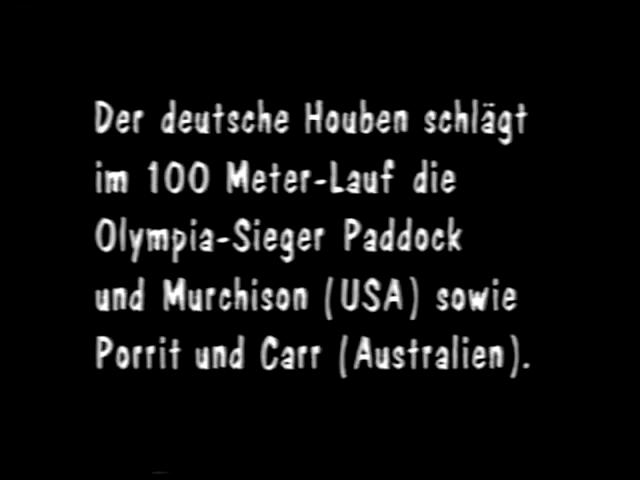 Der deutsche Houben schlägt
im 100 Meter-Lauf die
Olympia-Sieger Paddock
und Murchison (USA) sowie
Porrit und Carr (Australien).